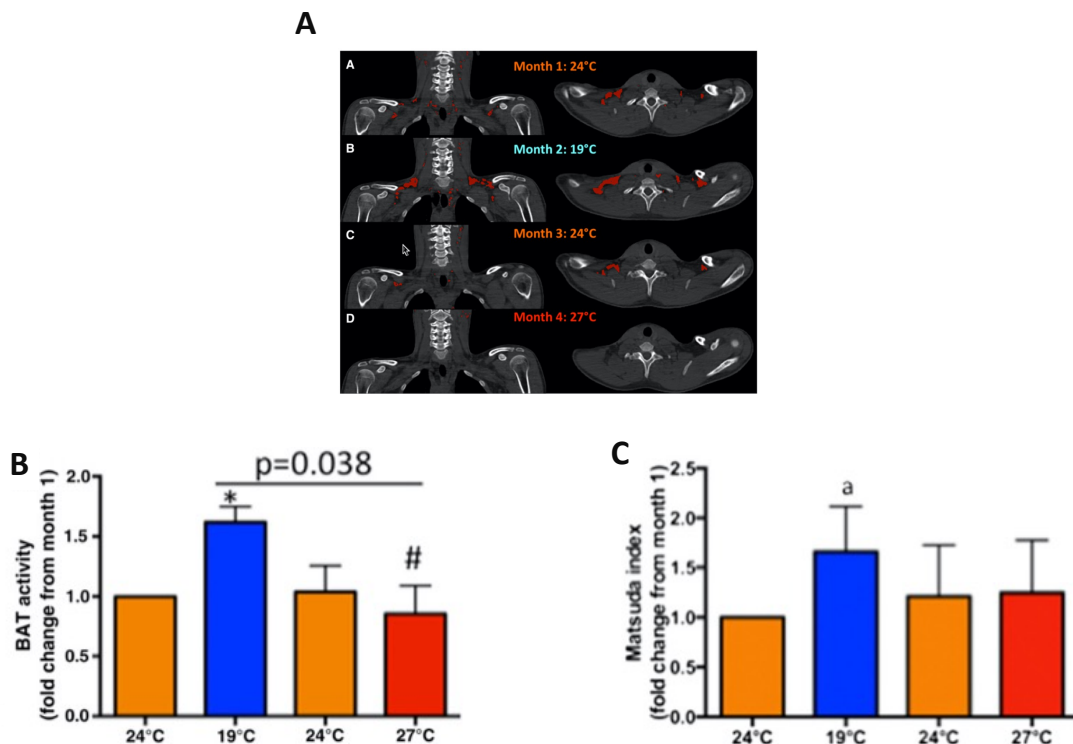 A
A
Month 1: 24°C
B
Month 2: 19°C
C
Month 3: 24°C
D
Month 4: 27°C
B
p=0.038
BAT activity
(fold change from month 1)
2.0
1.5
1.0
0.5
0.0
*
#
24°C 19°C 24°C 27°C
C
Matsuda index
(fold change from month 1)
2.5
2.0
1.5
1.0
0.5
0.0
a
24°C 19°C 24°C 27°C